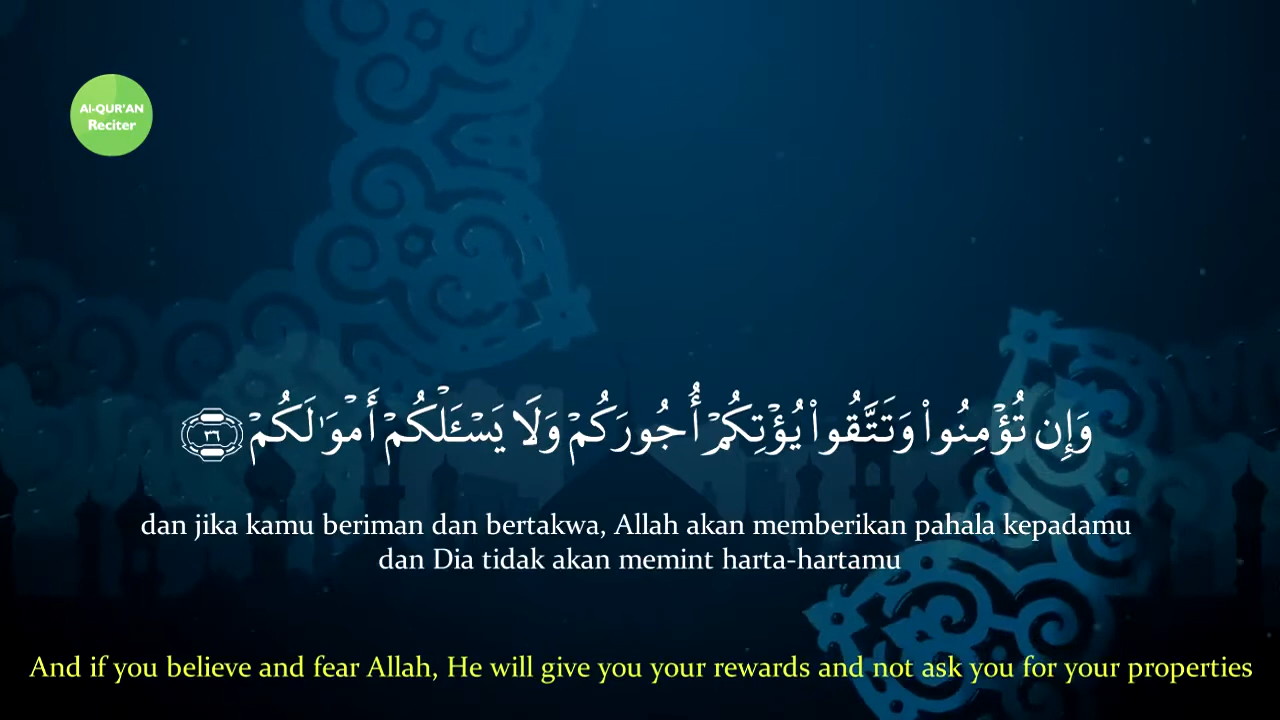 Al-QUR'AN
Reciter
وَإِن تُؤْمِنُوا۟ وَتَتَّقُوا۟ يُؤْتِكُمْ أُجُورَكُمْ وَلَا يَسْـَٔلْكُمْ أَمْوَٰلَكُمْ ٣٦
dan jika kamu beriman dan bertakwa, Allah akan memberikan pahala kepadamu
dan Dia tidak akan memint harta-hartamu
And if you believe and fear Allah, He will give you your rewards and not ask you for your properties